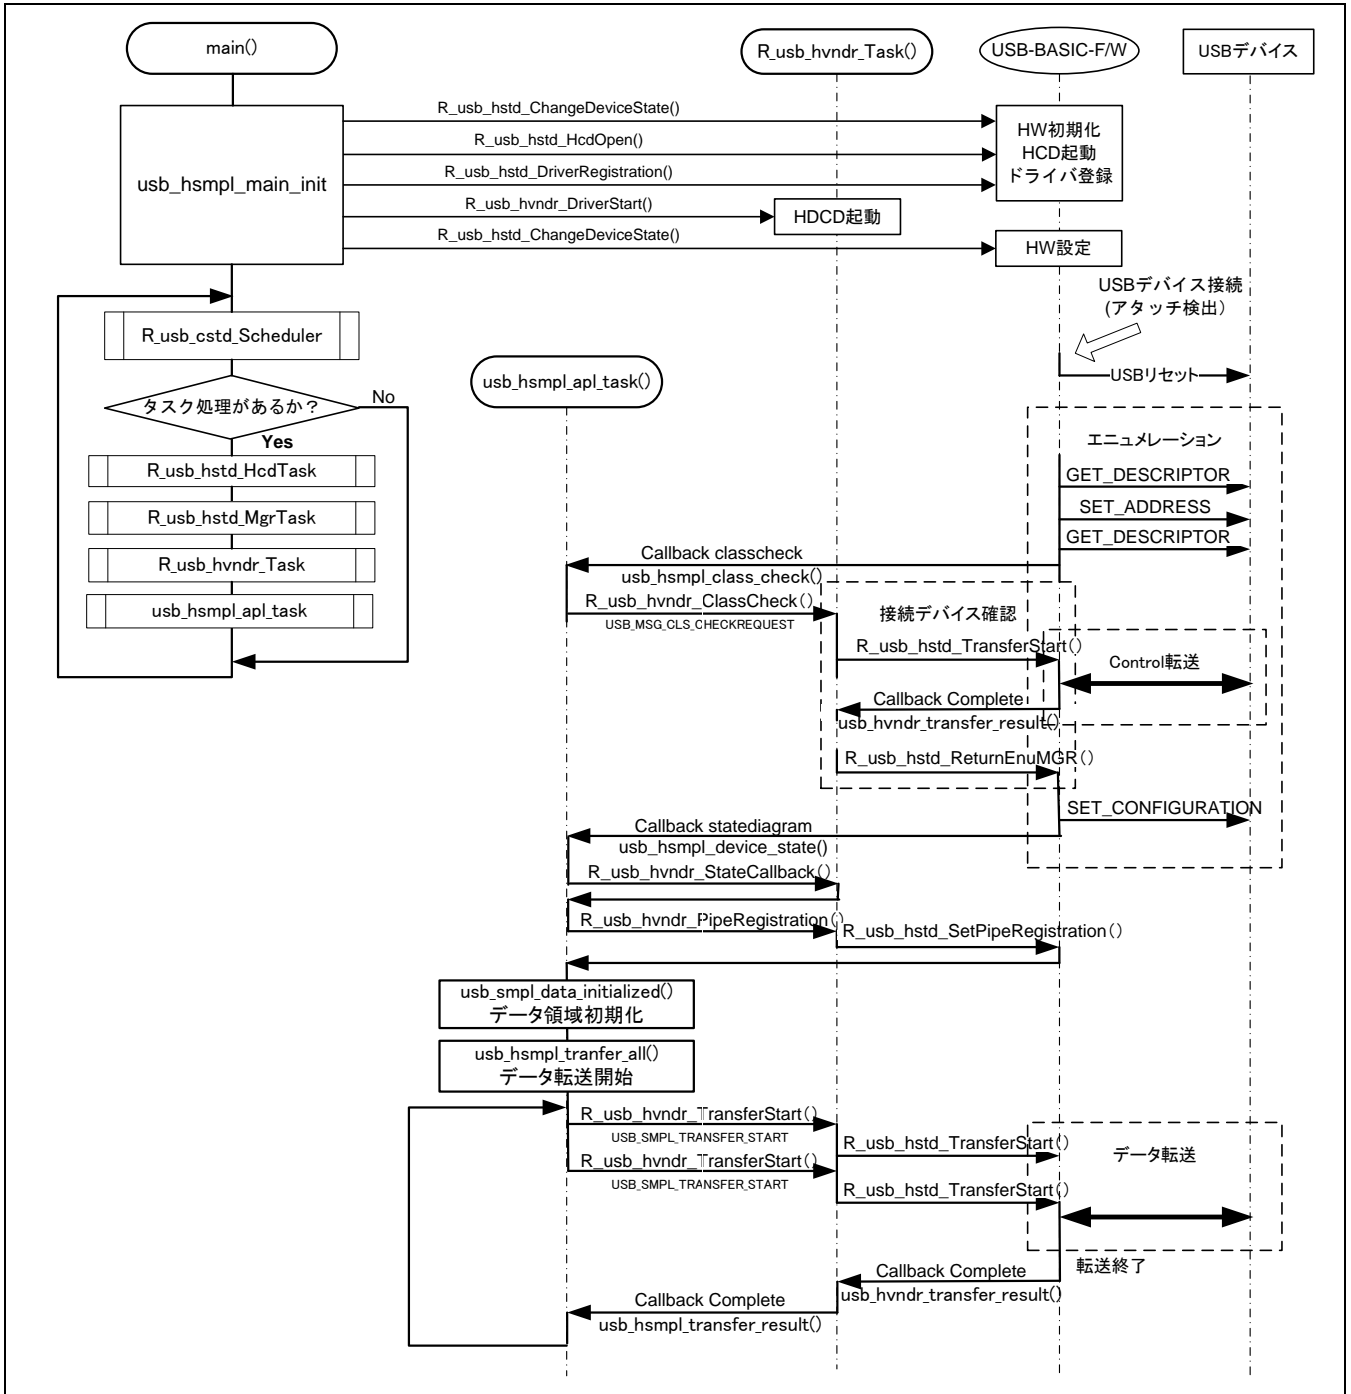 main()
R_usb_hvndr_Task()
USB-BASIC-F/W
USBデバイス
usb_hsmpl_main_init
R_usb_hstd_ChangeDeviceState()
R_usb_hstd_HcdOpen()
R_usb_hstd_DriverRegistration()
R_usb_hvndr_DriverStart()
R_usb_hstd_ChangeDeviceState()
HW初期化
HCD起動
ドライバ登録
HDCD起動
HW設定
USBデバイス接続
(アタッチ検出)
R_usb_cstd_Scheduler
タスク処理があるか？
No
Yes
R_usb_hstd_HcdTask
R_usb_hstd_MgrTask
R_usb_hvndr_Task
usb_hsmpl_apl_task
usb_hsmpl_apl_task()
USBリセット
エニュメレーション
GET_DESCRIPTOR
SET_ADDRESS
GET_DESCRIPTOR
Callback classcheck
usb_hsmpl_class_check()
R_usb_hvndr_ClassCheck()
USB_MSG_CLS_CHECKREQUEST
接続デバイス確認
R_usb_hstd_TransferStart()
Control転送
Callback Complete
usb_hvndr_transfer_result()
R_usb_hstd_ReturnEnuMGR()
SET_CONFIGURATION
Callback statediagram
usb_hsmpl_device_state()
R_usb_hvndr_StateCallback()
R_usb_hvndr_PipeRegistration()
R_usb_hstd_SetPipeRegistration()
usb_smpl_data_initialized()
データ領域初期化
usb_hsmpl_tranfer_all()
データ転送開始
R_usb_hvndr_TransferStart()
USB_SMPL_TRANSFER_START
R_usb_hstd_TransferStart()
データ転送
R_usb_hvndr_TransferStart()
USB_SMPL_TRANSFER_START
R_usb_hstd_TransferStart()
転送終了
Callback Complete
usb_hvndr_transfer_result()
Callback Complete
usb_hsmpl_transfer_result()